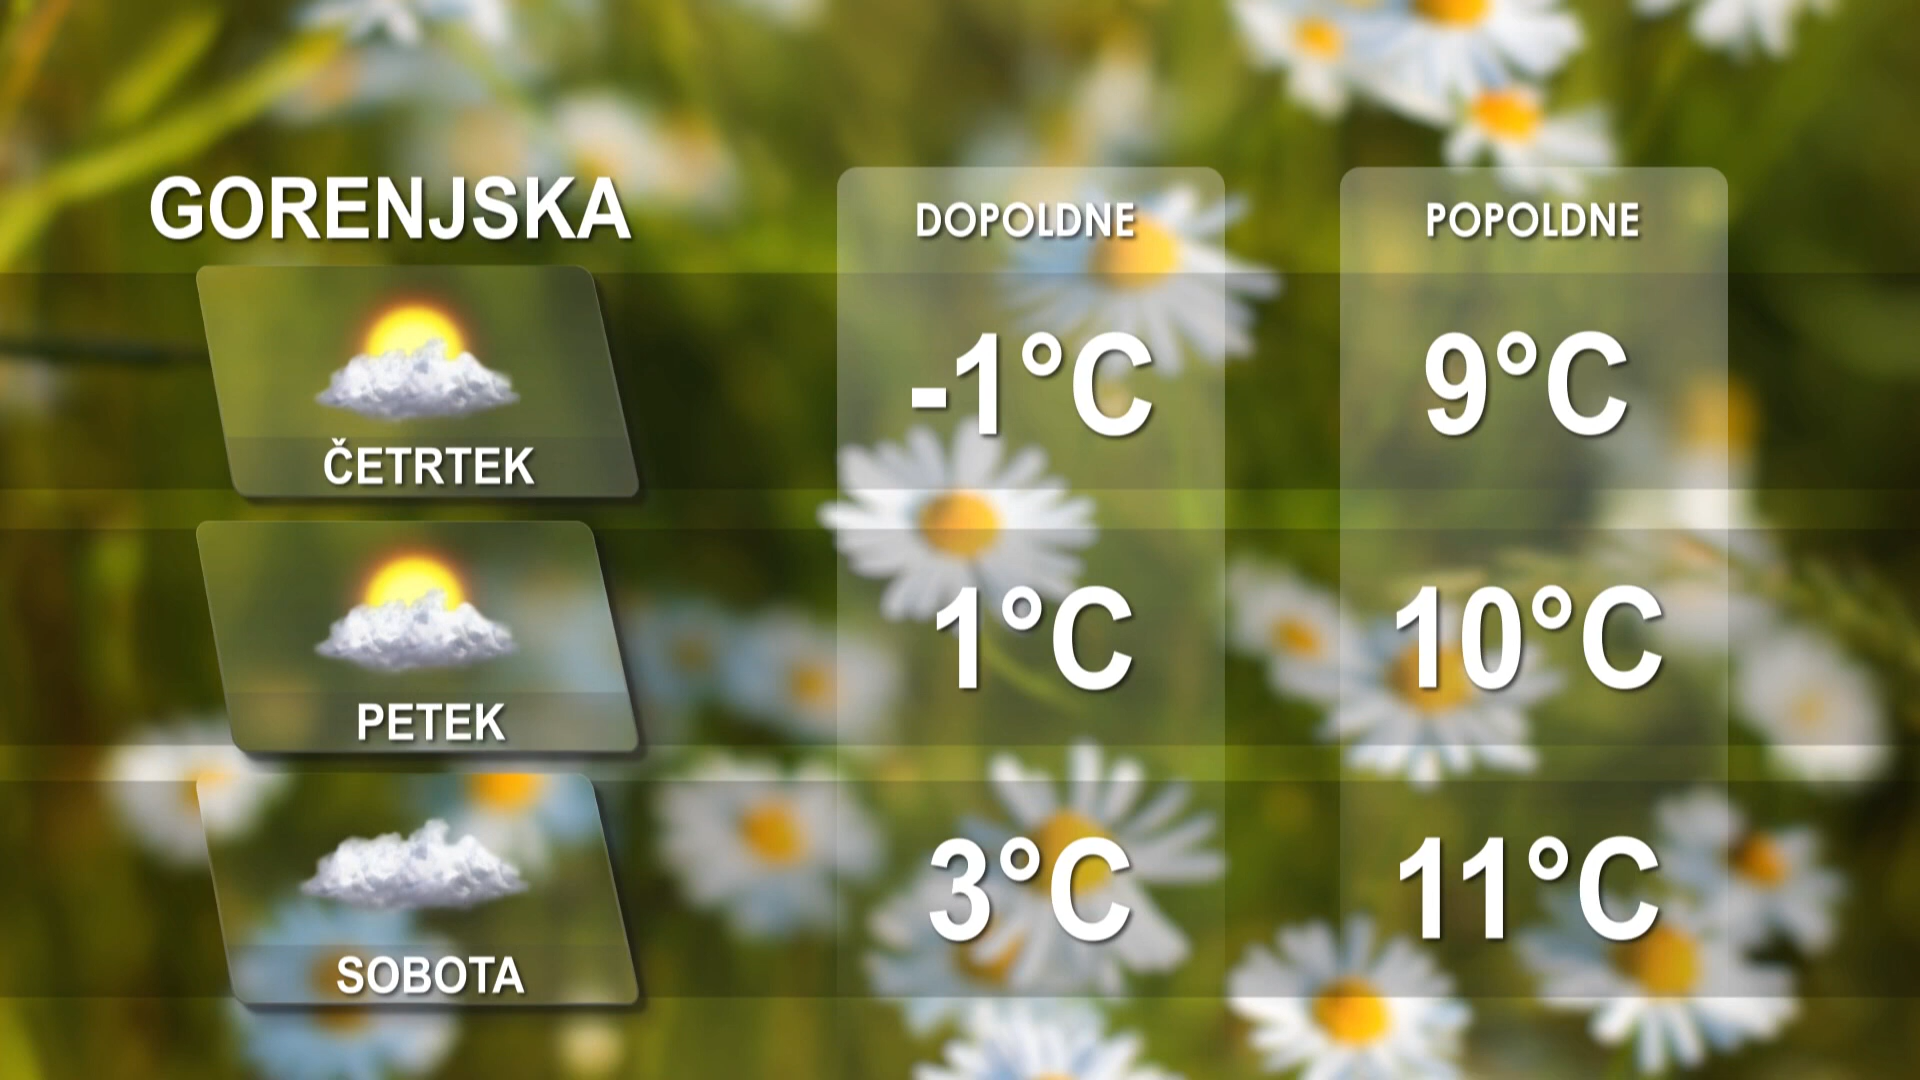 GORENJSKA
DOPOLDNE
POPOLDNE
ČETRTEK
-1°C
9°C
PETEK
1°C
10°C
SOBOTA
3°C
11°C